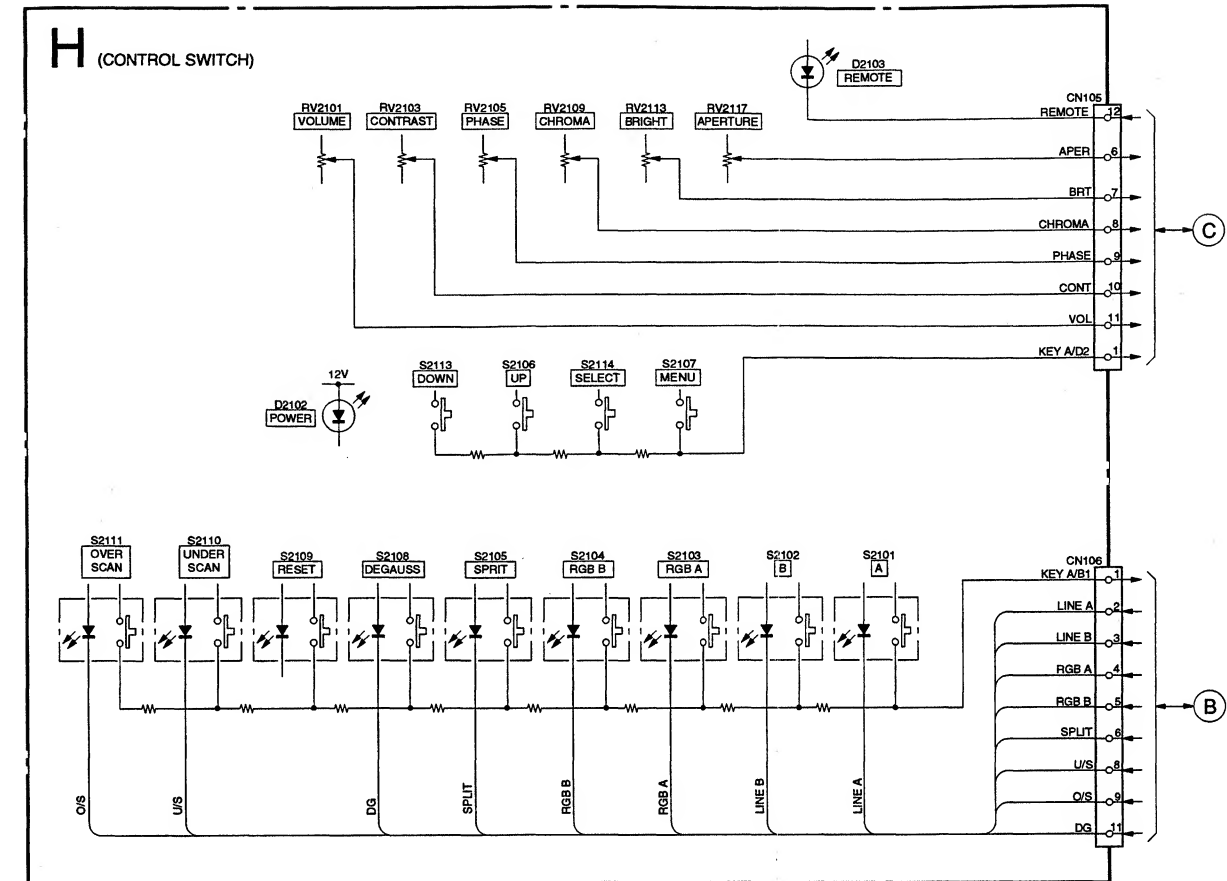 H (CONTROL SWITCH)
D2103
REMOTE
CN105
RV2101
VOLUME
RV2103
CONTRAST
RV2105
PHASE
RV2109
CHROMA
RV2113
BRIGHT
RV2117
APERTURE
REMOTE 12
APER 6
BRT 7
CHROMA 8
PHASE 9
CONT 10
VOL 11
KEY A/D2 1
C
12V
D2102
POWER
S2113
DOWN
S2106
UP
S2114
SELECT
S2107
MENU
S2111
OVER
SCAN
S2110
UNDER
SCAN
S2109
RESET
S2108
DEGAUSS
S2105
SPRIT
S2104
RGB B
S2103
RGB A
S2102
B
S2101
A
CN106
KEY A/B1 1
LINE A 2
LINE B 3
RGB A 4
RGB B 5
SPLIT 6
U/S 8
O/S 9
DG 11
B
O/S
U/S
DG
SPLIT
RGB B
RGB A
LINE B
LINE A